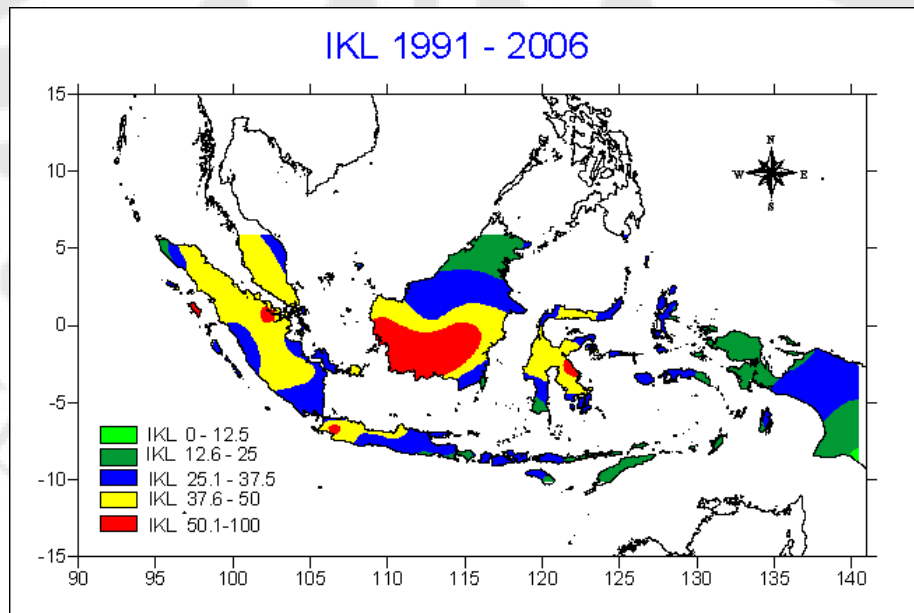 IKL 1991 - 2006
15
10
5
0
-5
-10
-15
N
W E
S
IKL 0 - 12.5
IKL 12.6 - 25
IKL 25.1 - 37.5
IKL 37.6 - 50
IKL 50.1-100
90 95 100 105 110 115 120 125 130 135 140